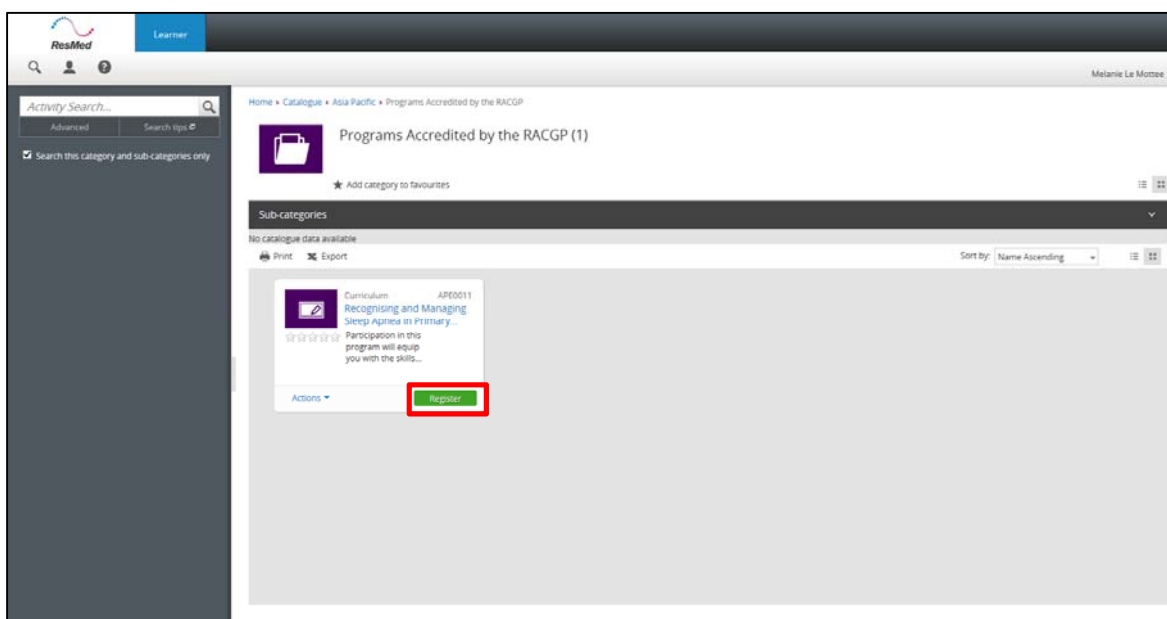 ResMed
Learner
Melanie Le Mottee
Activity Search...
Advanced
Search tips
Search this category and sub-categories only
Home » Catalogue » Asia Pacific » Programs Accredited by the RACGP
Programs Accredited by the RACGP (1)
Add category to favourites
Sub-categories
No catalogue data available
Print
Export
Sort by: Name Ascending
Curriculum
APE0011
Recognising and Managing
Sleep Apnea in Primary...
Participation in this
program will equip
you with the skills...
Actions
Register